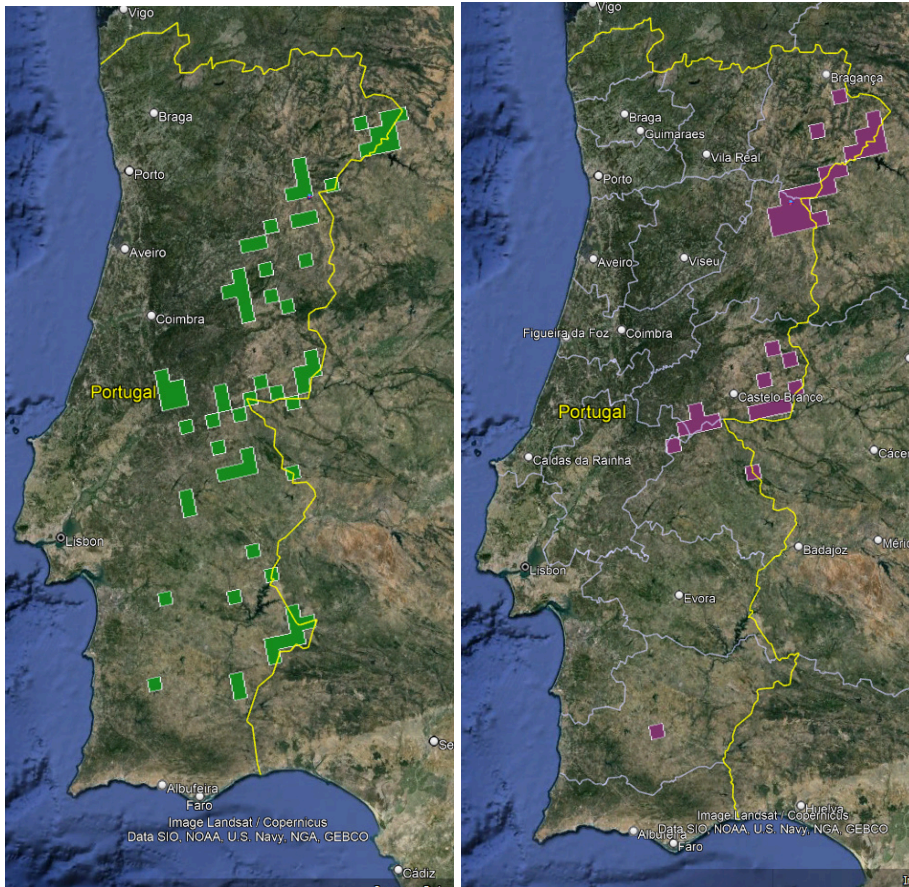 Vigo
Braga
Porto
Aveiro
Coimbra
Portugal
Lisbon
Albufeira
Faro
Image Landsat / Copernicus
Data SIO, NOAA, U.S. Navy, NGA, GEBCO
Cádiz
Vigo
Bragança
Braga
Guimaraes
Vila Real
Porto
Aveiro
Viseu
Figueira da Foz
Coimbra
Castelo Branco
Portugal
Caldas da Rainha
Lisbon
Badajoz
Evora
Huelva
Image Landsat / Copernicus
Data SIO, NOAA, U.S. Navy, NGA, GEBCO
Albufeira
Faro